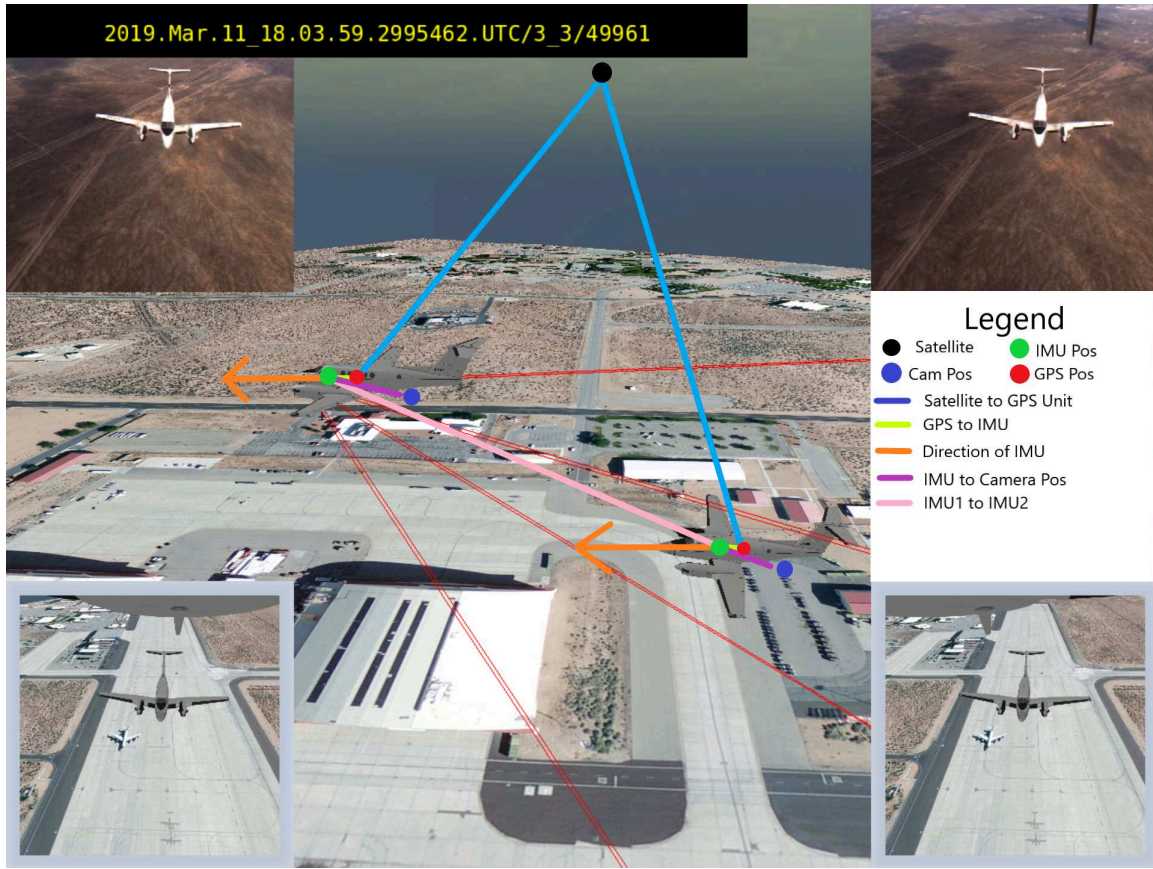 2019.Mar.11_18.03.59.2995462.UTC/3_3/49961
Legend
Satellite
IMU Pos
Cam Pos
GPS Pos
Satellite to GPS Unit
GPS to IMU
Direction of IMU
IMU to Camera Pos
IMU1 to IMU2